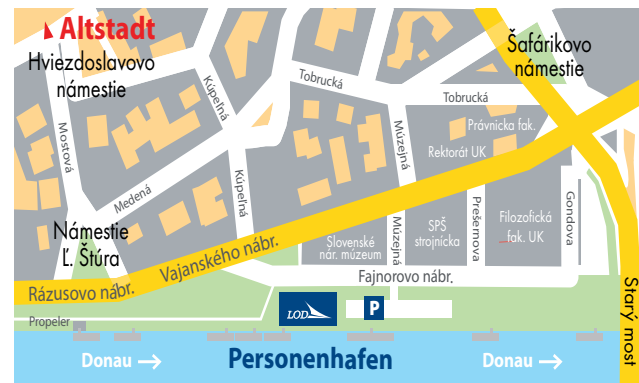 Altstadt
Hviezdoslavovo
námestie
Šafárikovo
námestie
Kúpeľná
Tobrucká
Tobrucká
Mostová
Múzejná
Právnická fak.
Rektorát UK
Medená
Kúpeľná
Námestie
Ľ. Štúra
Vajanského nábr.
Slovenské
nár. múzeum
Múzejná
SPŠ
strojnícka
Prešernova
Filozofická
fak. UK
Gondova
Rázusovo nábr.
Fajnorovo nábr.
Starý most
Propeler
LOD
P
Donau →
Personenhafen
Donau →